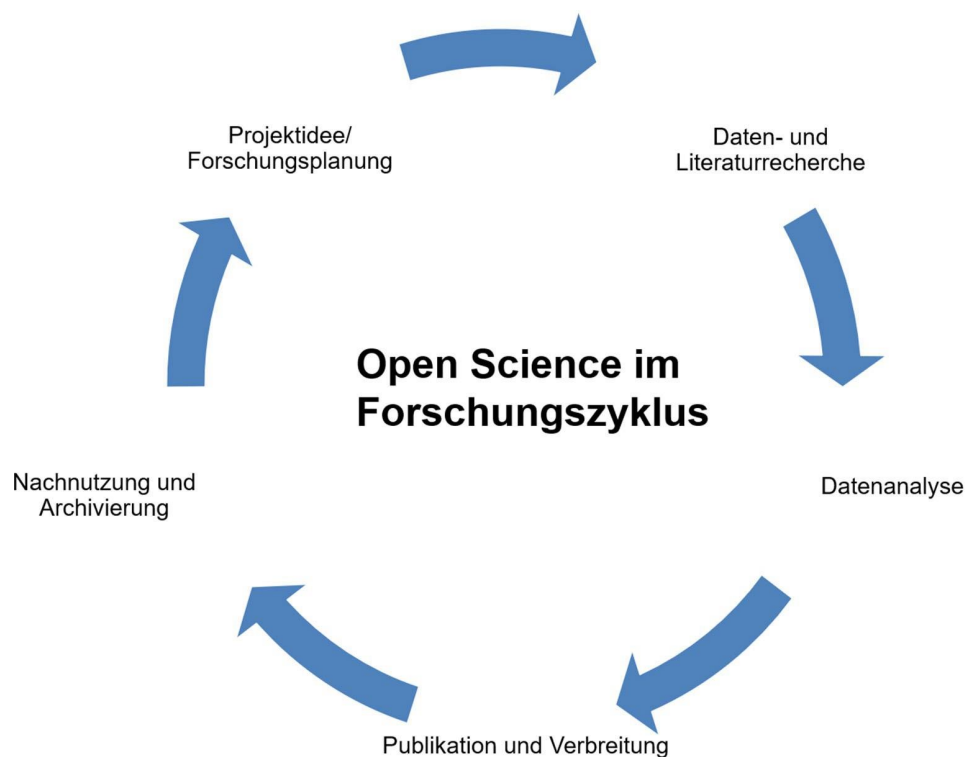 Projektidee/
Forschungsplanung
Daten- und
Literaturrecherche
Open Science im
Forschungszyklus
Nachnutzung und
Archivierung
Datenanalyse
Publikation und Verbreitung